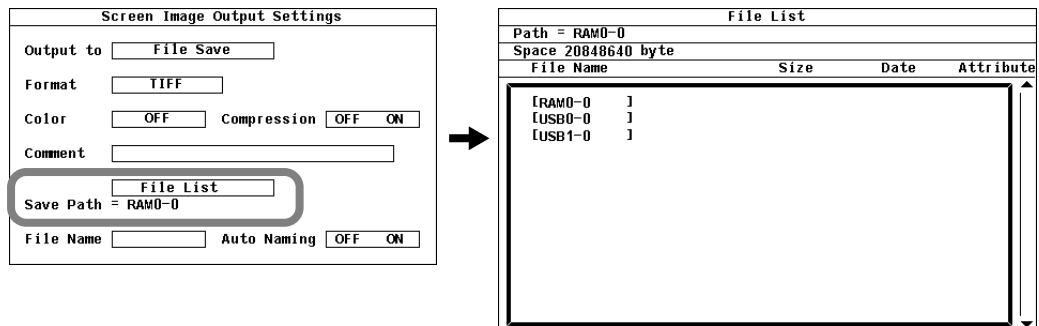 Screen Image Output Settings
Output to File Save
Format TIFF
Color OFF Compression OFF ON
Comment
File List
Save Path = RAM0-0
File Name Auto Naming OFF ON
File List
Path = RAM0-0
Space 20848640 byte
File Name Size Date Attribute
[RAM0-0 ]
[USB0-0 ]
[USB1-0 ]